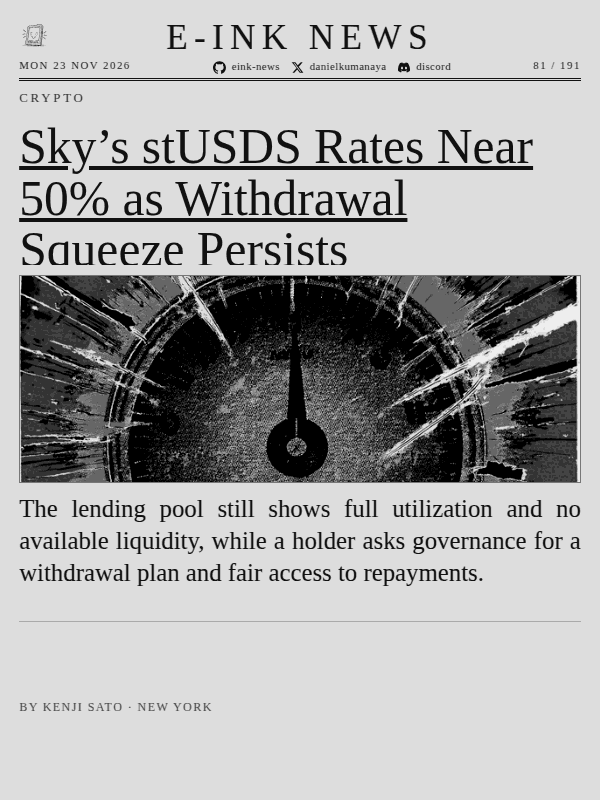 E-INK NEWS
MON 23 NOV 2026
eink-news danielkumanaya discord
81 / 191
CRYPTO
Sky’s stUSDS Rates Near
50% as Withdrawal
Squeeze Persists
The lending pool still shows full utilization and no
available liquidity, while a holder asks governance for a
withdrawal plan and fair access to repayments.
BY KENJI SATO · NEW YORK